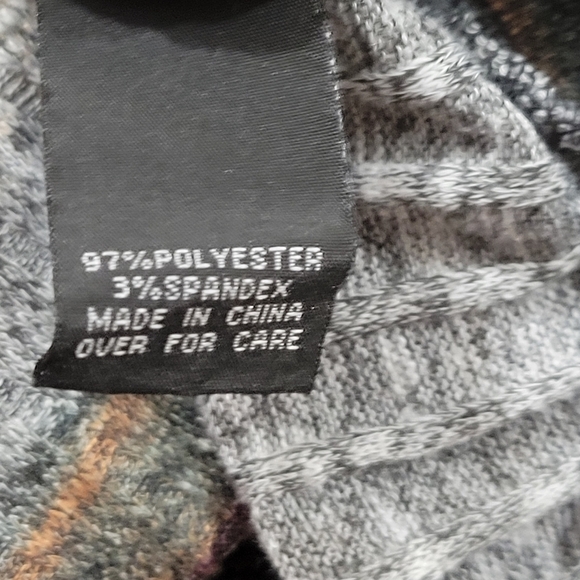 97%POLYESTER
3%SPANDEX
MADE IN CHINA
OVER FOR CARE